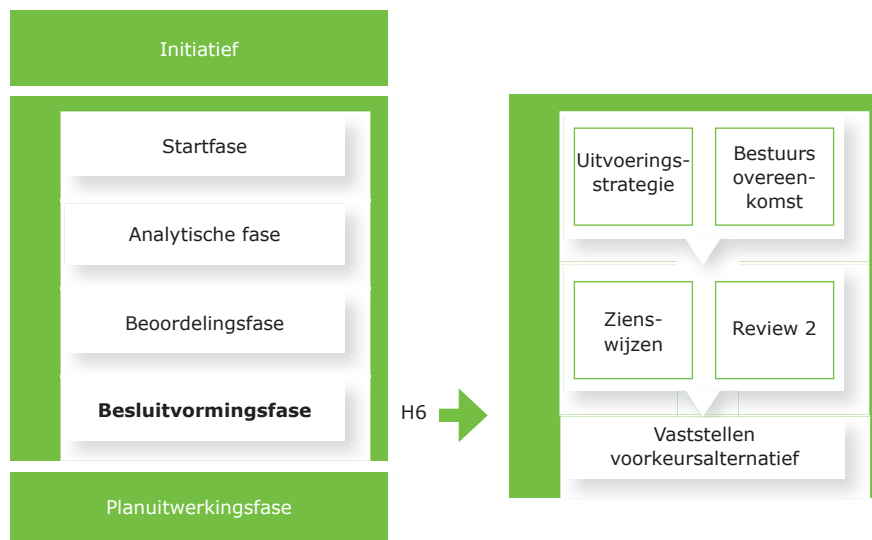 Initiatief
Startfase
Analytische fase
Beoordelingsfase
Besluitvormingsfase
Planuitwerkingsfase
H6
Uitvoerings-
strategie
Bestuurs
overeen-
komst
Ziens-
wijzen
Review 2
Vaststellen
voorkeursalternatief